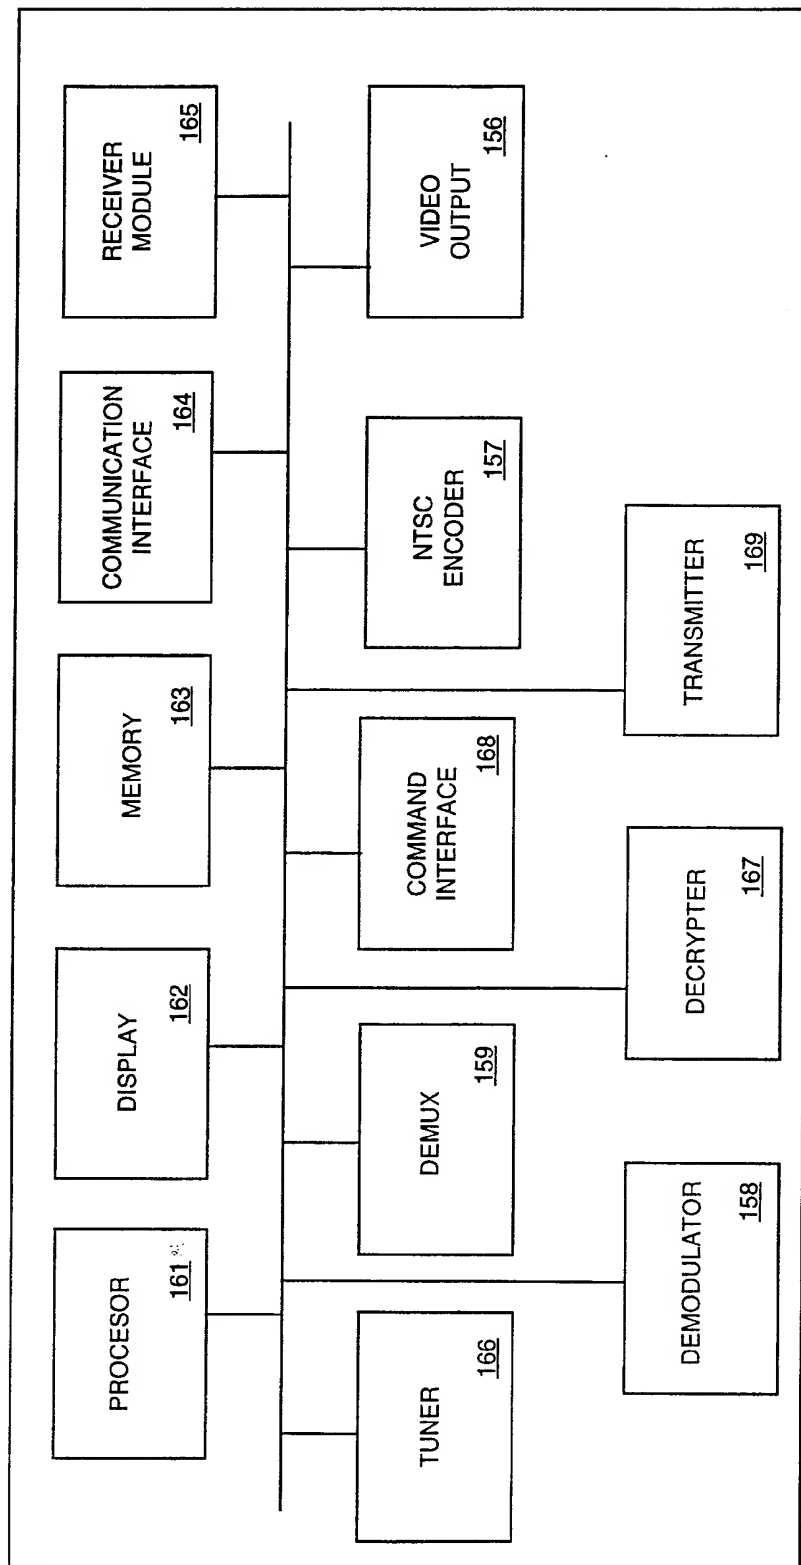 PROCESOR
161
DISPLAY
162
MEMORY
163
COMMUNICATION
INTERFACE
164
RECEIVER
MODULE
165
TUNER
166
DEMUX
159
COMMAND
INTERFACE
168
NTSC
ENCODER
157
VIDEO
OUTPUT
156
DEMODULATOR
158
DECRYPTER
167
TRANSMITTER
169